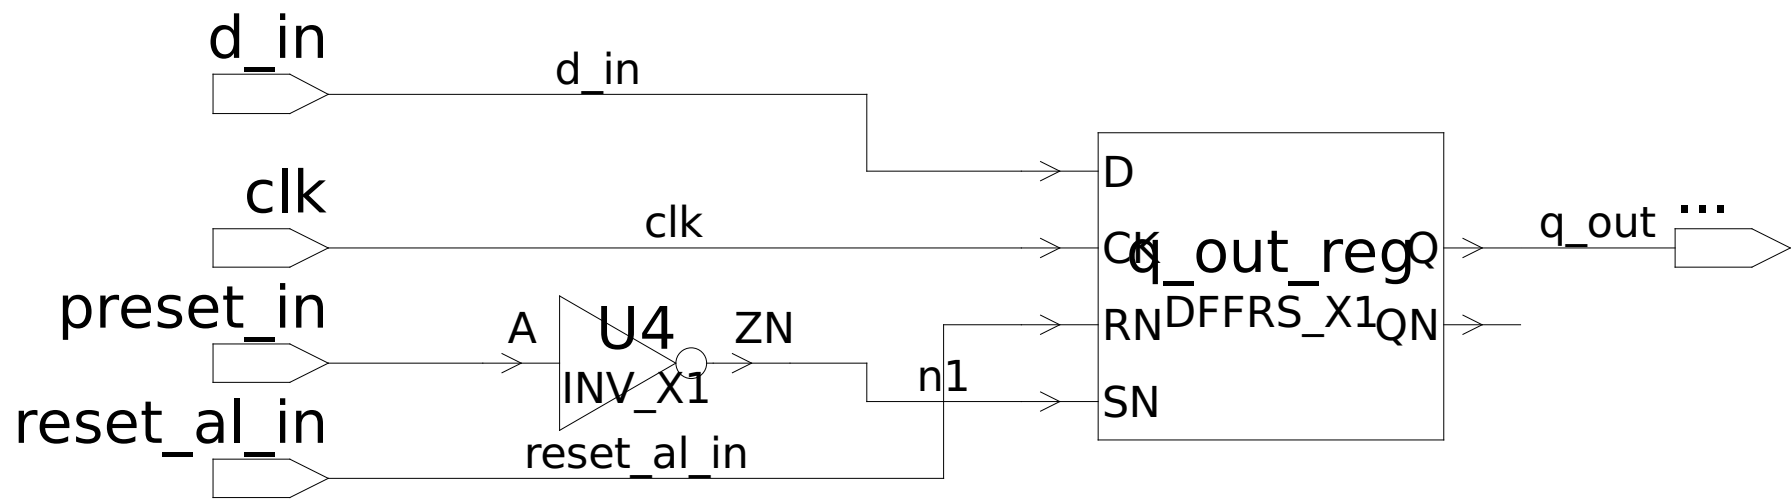 d_in
d_in
clk
clk
preset_in
A
U4
INV_X1
ZN
n1
reset_al_in
reset_al_in
D
CK
RN
SN
q_out_reg
DFFRS_X1
Q
QN
q_out
...